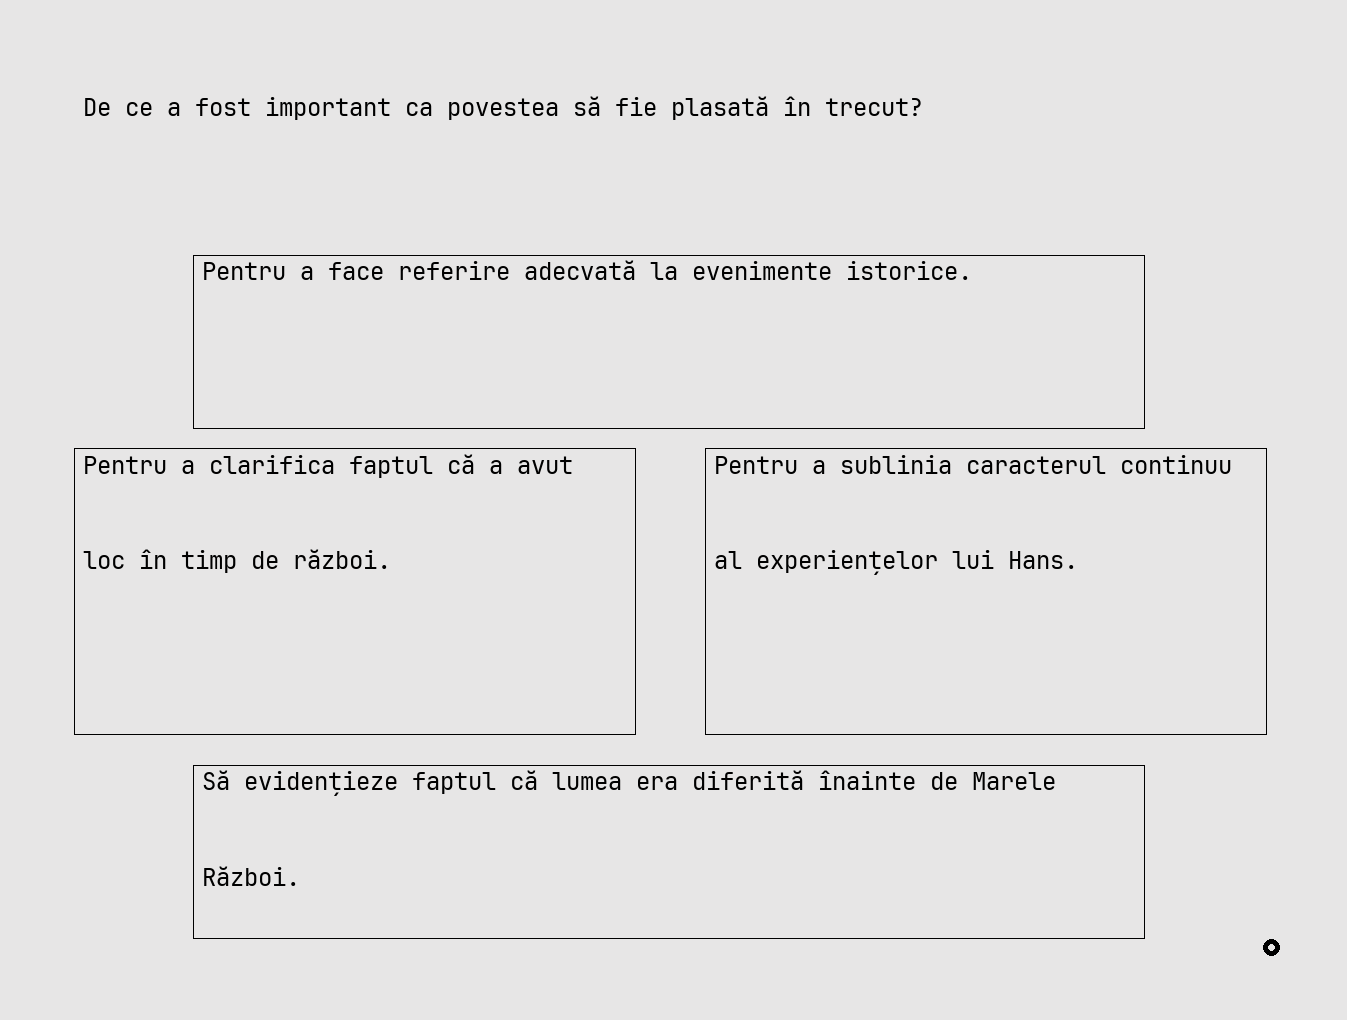 De ce a fost important ca povestea să fie plasată în trecut?
Pentru a face referire adecvată la evenimente istorice.
Pentru a clarifica faptul că a avut
loc în timp de război.
Pentru a sublinia caracterul continuu
al experiențelor lui Hans.
Să evidențieze faptul că lumea era diferită înainte de Marele
Război.